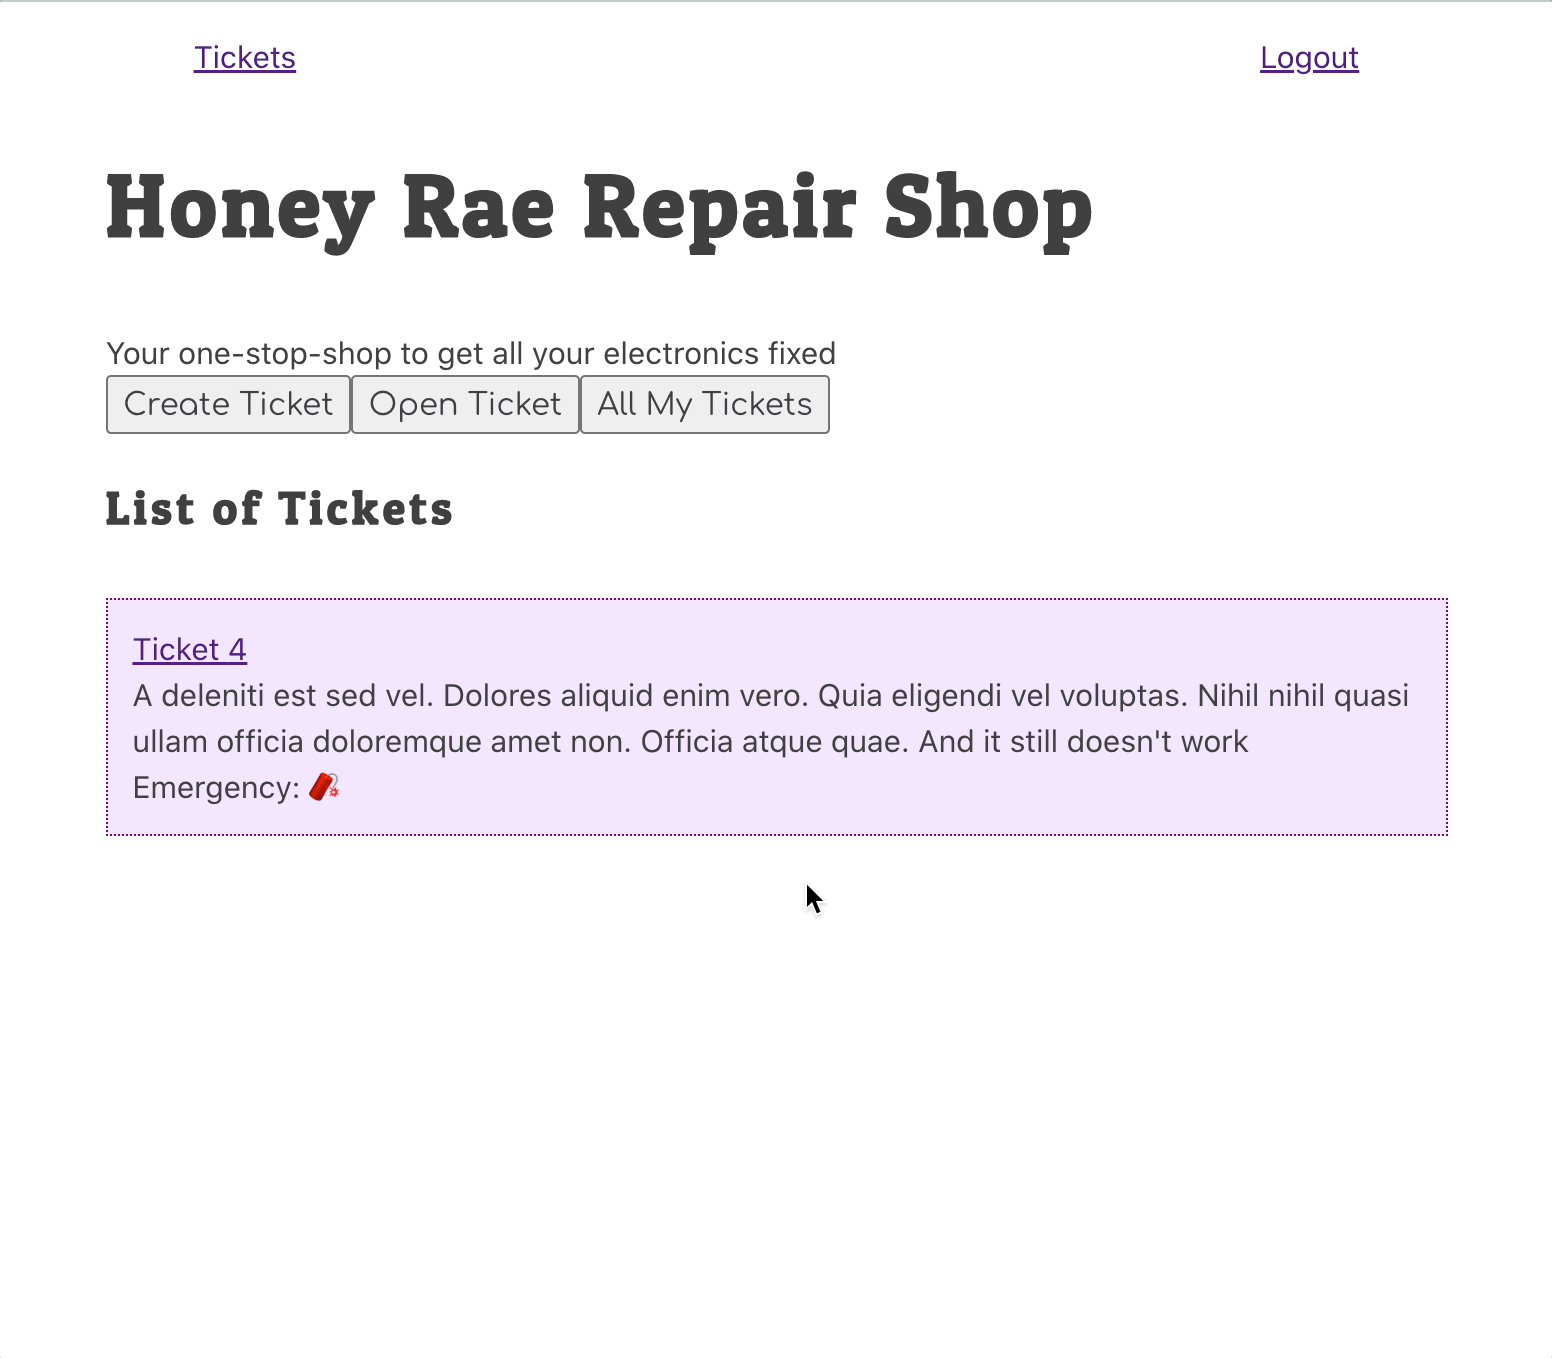 Tickets Logout
Honey Rae Repair Shop
Your one-stop-shop to get all your electronics fixed
Create Ticket Open Ticket All My Tickets
List of Tickets
Ticket 4
A deleniti est sed vel. Dolores aliquid enim vero. Quia eligendi vel voluptas. Nihil nihil quasi
ullam officia doloremque amet non. Officia atque quae. And it still doesn't work
Emergency: 🧨